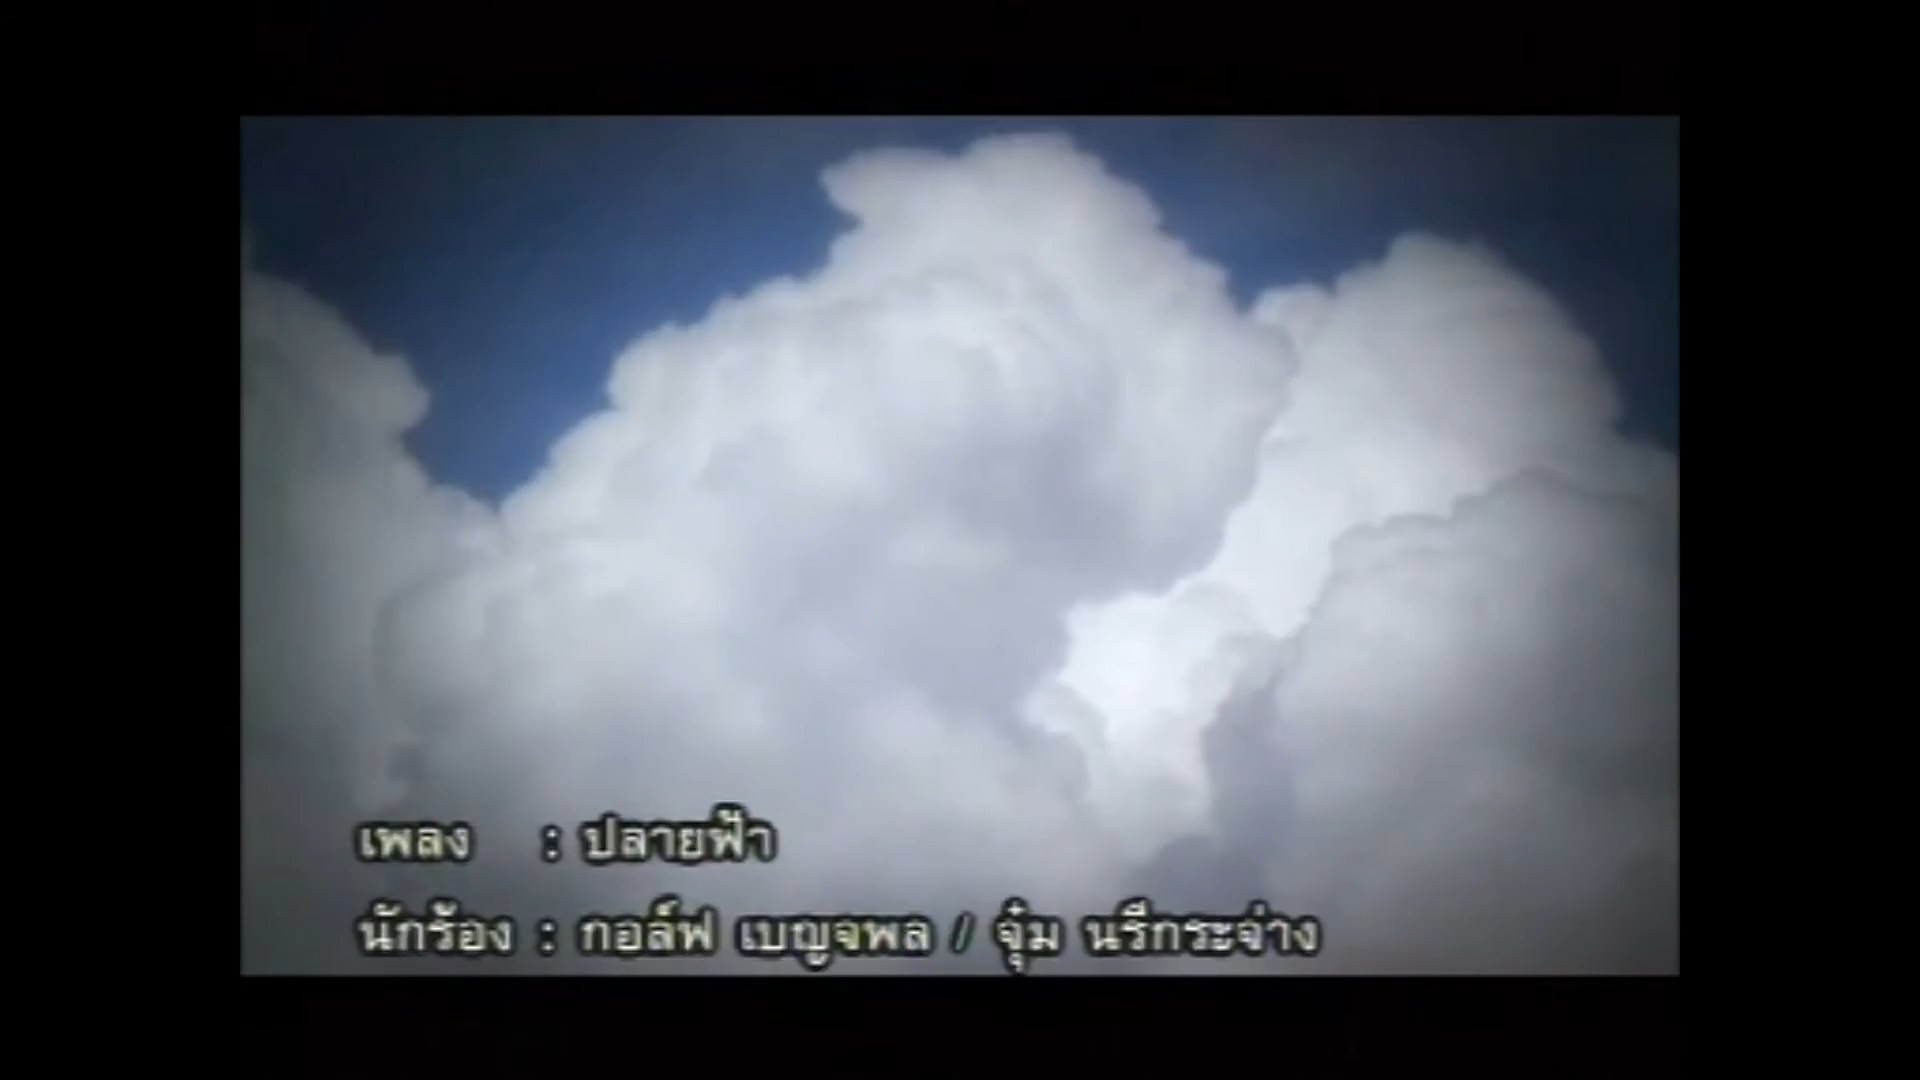 เพลง : ปลายฟ้า
นักร้อง : กอล์ฟ เบญจพล / จุ๋ม นรีกระจ่าง